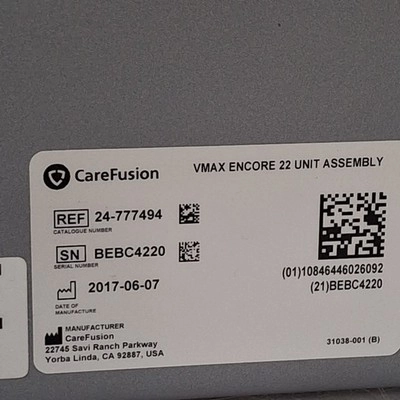 CareFusion
VMAX ENCORE 22 UNIT ASSEMBLY
REF 24-777494
CATALOGUE NUMBER
SN BEBC4220
SERIAL NUMBER
2017-06-07
DATE OF
MANUFACTURE
(01)10846446026092
(21)BEBC4220
MANUFACTURER
CareFusion
22745 Savi Ranch Parkway
Yorba Linda, CA 92887, USA
31038-001 (B)